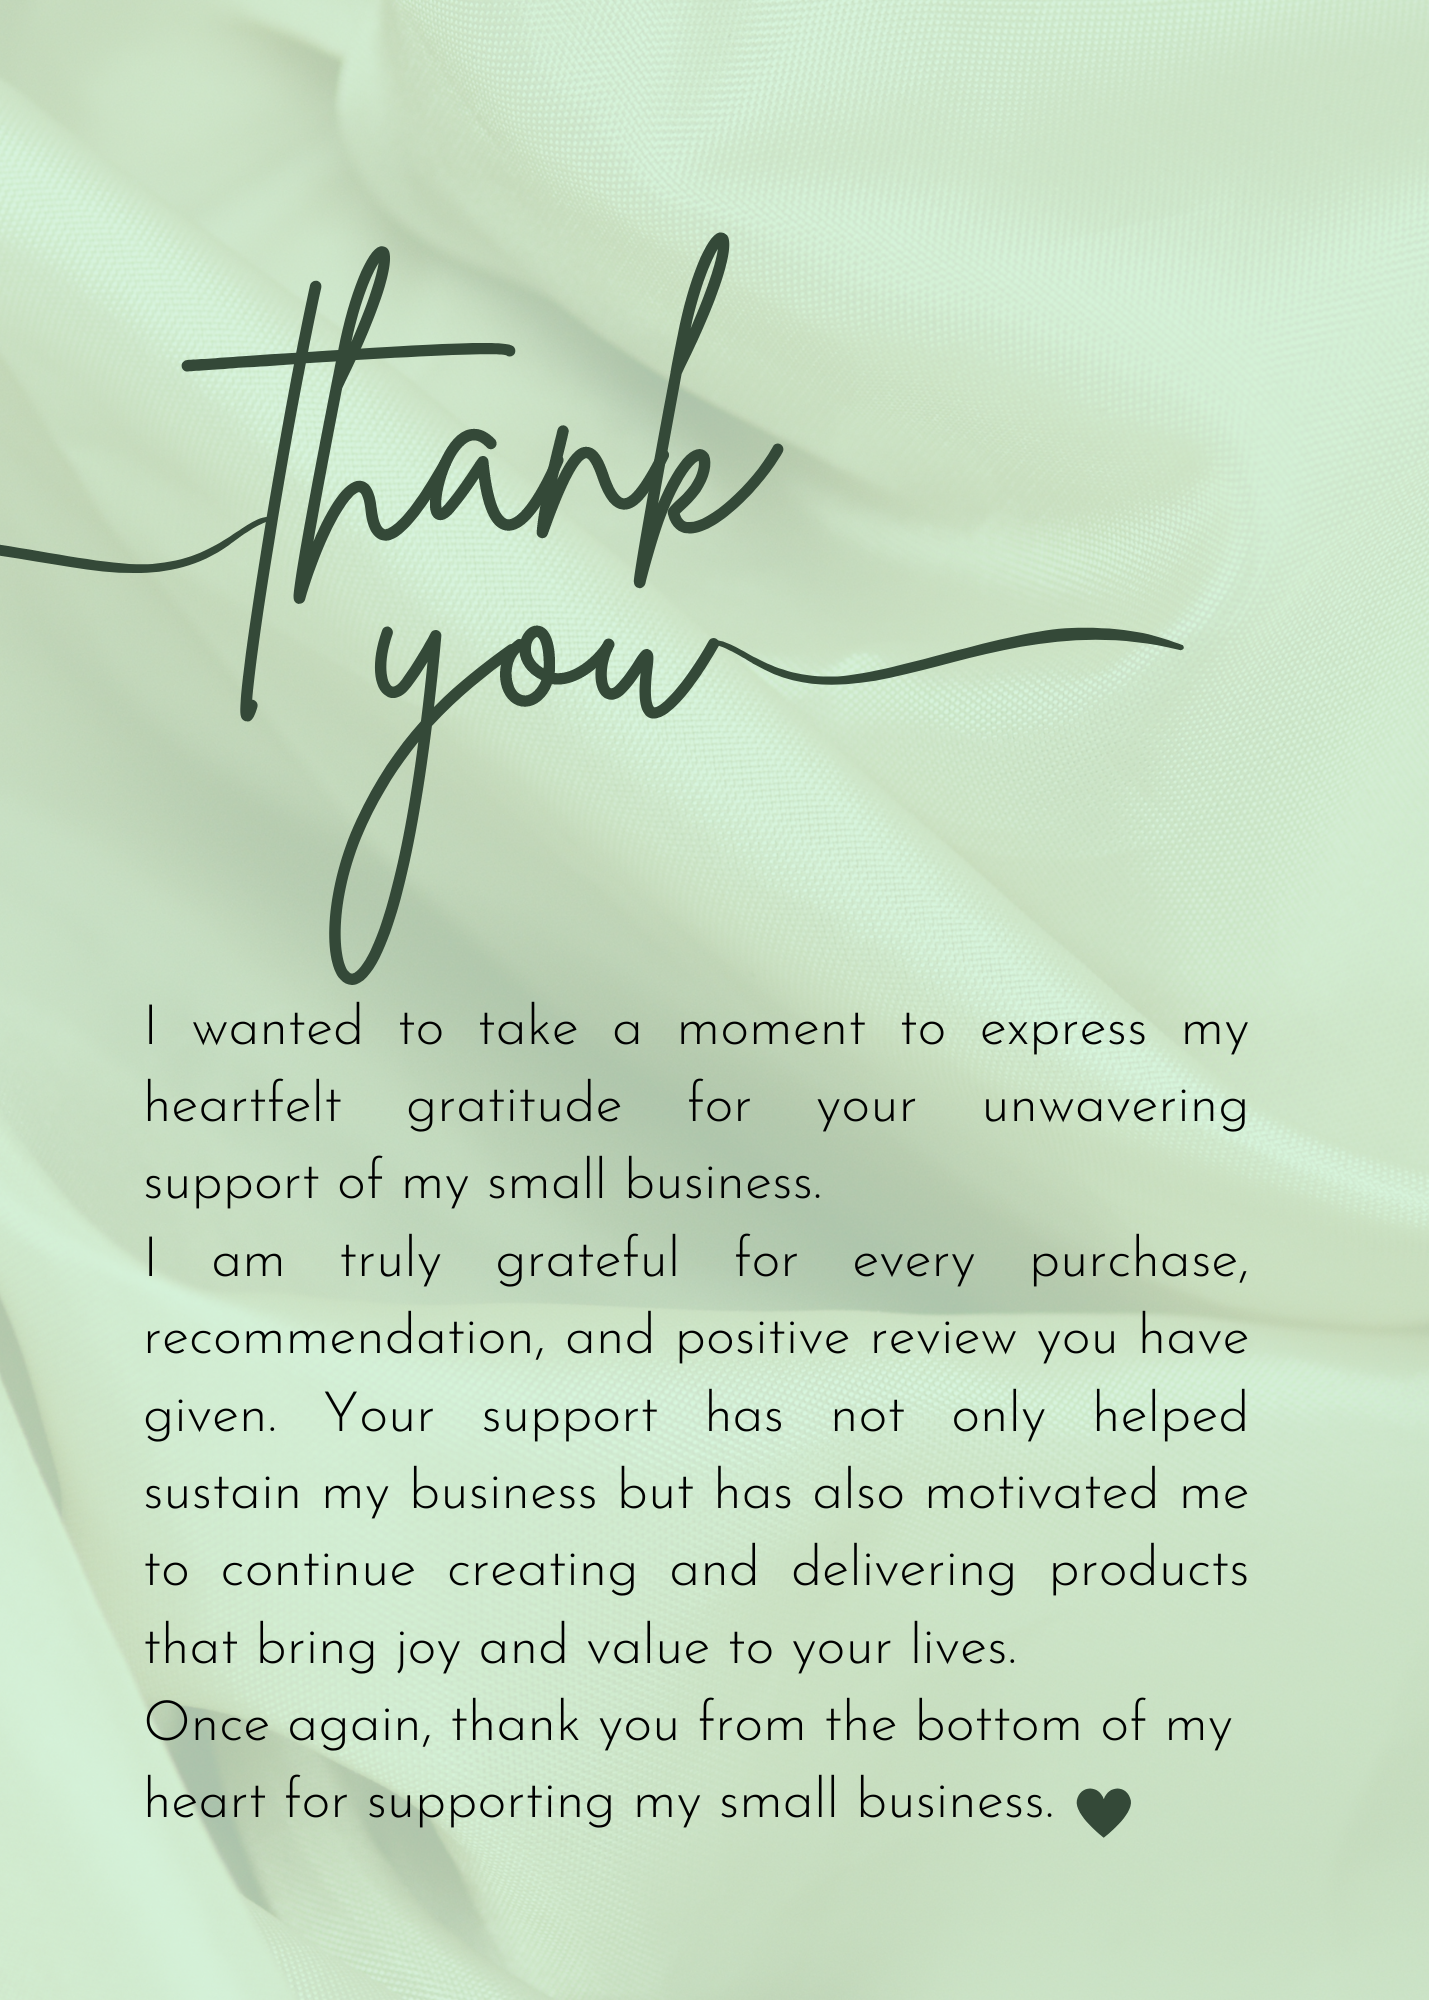 thank
you
I wanted to take a moment to express my
heartfelt gratitude for your unwavering
support of my small business.
I am truly grateful for every purchase,
recommendation, and positive review you have
given. Your support has not only helped
sustain my business but has also motivated me
to continue creating and delivering products
that bring joy and value to your lives.
Once again, thank you from the bottom of my
heart for supporting my small business.